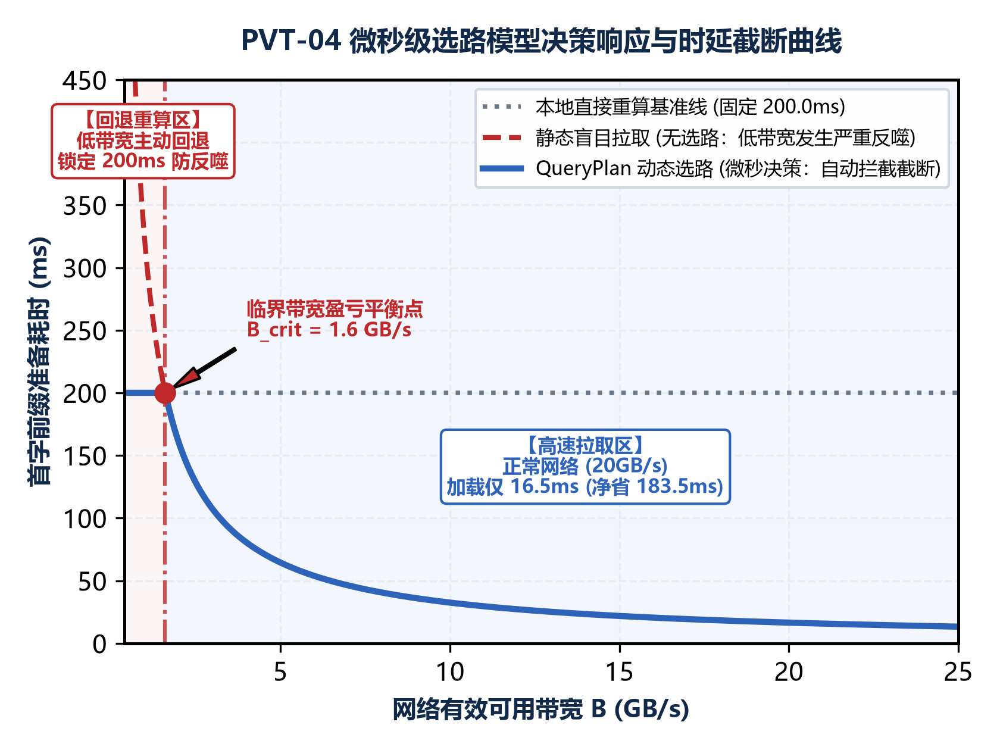 PVT-04 微秒级选路模型决策响应与时延截断曲线
450
350
300
250
200
150
100
50
0
首字前缀准备耗时 (ms)
【回退重算区】
低带宽主动回退
锁定 200ms 防反噬
本地直接重算基准线 (固定 200.0ms)
静态盲目拉取 (无选路：低带宽发生严重反噬)
QueryPlan 动态选路 (微秒决策：自动拦截截断)
临界带宽盈亏平衡点
B_crit = 1.6 GB/s
【高速拉取区】
正常网络 (20GB/s)
加载仅 16.5ms (净省 183.5ms)
5
10
15
20
25
网络有效可用带宽 B (GB/s)